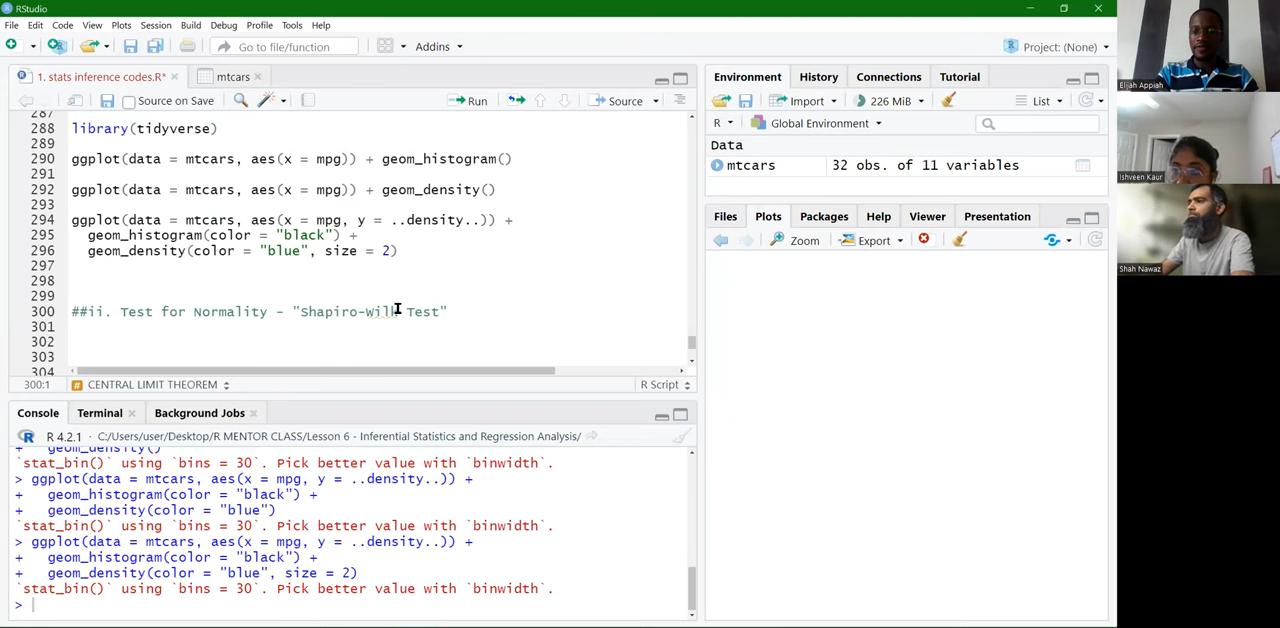 RStudio
File Edit Code View Plots Session Build Debug Profile Tools Help
Go to file/function Addins Project: (None)
1. stats inference codes.R* mtcars
Source on Save Run Source
287
288 library(tidyverse)
289
290 ggplot(data = mtcars, aes(x = mpg)) + geom_histogram()
291
292 ggplot(data = mtcars, aes(x = mpg)) + geom_density()
293
294 ggplot(data = mtcars, aes(x = mpg, y = ..density..)) +
295 geom_histogram(color = "black") +
296 geom_density(color = "blue", size = 2)
297
298
299
300 ##ii. Test for Normality - "Shapiro-Wilk Test"
301
302
303
304
300:1 CENTRAL LIMIT THEOREM R Script
Console Terminal Background Jobs
R 4.2.1 · C:/Users/user/Desktop/R MENTOR CLASS/Lesson 6 - Inferential Statistics and Regression Analysis/
+ geom_density()
`stat_bin()` using `bins = 30`. Pick better value with `binwidth`.
> ggplot(data = mtcars, aes(x = mpg, y = ..density..)) +
+ geom_histogram(color = "black") +
+ geom_density(color = "blue")
`stat_bin()` using `bins = 30`. Pick better value with `binwidth`.
> ggplot(data = mtcars, aes(x = mpg, y = ..density..)) +
+ geom_histogram(color = "black") +
+ geom_density(color = "blue", size = 2)
`stat_bin()` using `bins = 30`. Pick better value with `binwidth`.
>
Environment History Connections Tutorial
Import 226 MiB List
R Global Environment
Data
mtcars 32 obs. of 11 variables
Files Plots Packages Help Viewer Presentation
Zoom Export
Elijah Appiah
Ishveen Kaur
Shah Nawaz